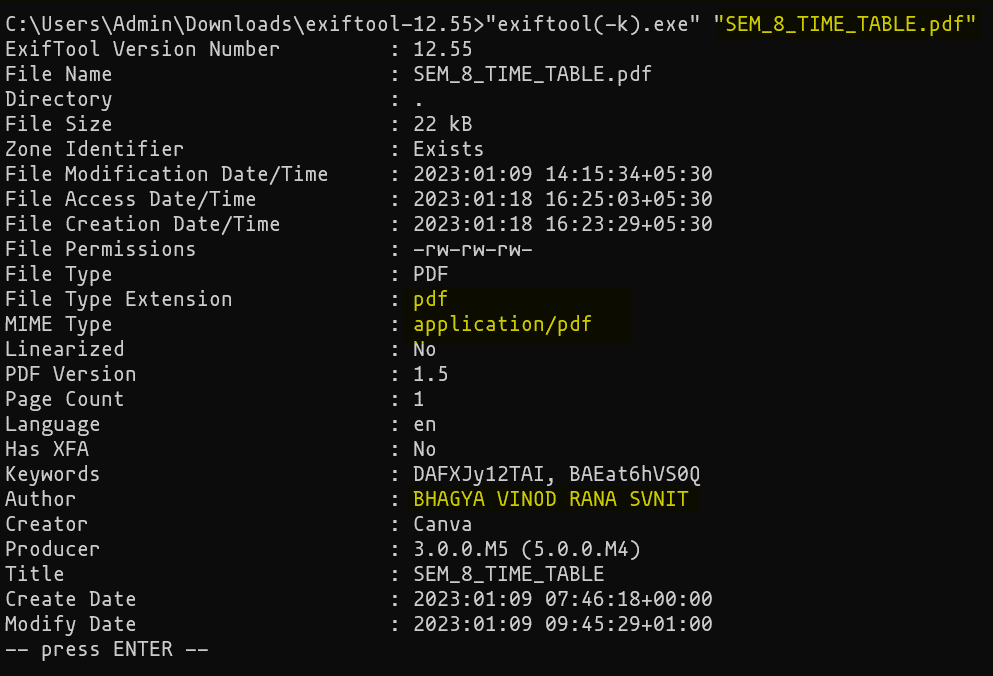 C:\Users\Admin\Downloads\exiftool-12.55>"exiftool(-k).exe" "SEM_8_TIME_TABLE.pdf"
ExifTool Version Number : 12.55
File Name : SEM_8_TIME_TABLE.pdf
Directory : .
File Size : 22 kB
Zone Identifier : Exists
File Modification Date/Time : 2023:01:09 14:15:34+05:30
File Access Date/Time : 2023:01:18 16:25:03+05:30
File Creation Date/Time : 2023:01:18 16:23:29+05:30
File Permissions : -rw-rw-rw-
File Type : PDF
File Type Extension : pdf
MIME Type : application/pdf
Linearized : No
PDF Version : 1.5
Page Count : 1
Language : en
Has XFA : No
Keywords : DAFXJy12TAI, BAEat6hVS0Q
Author : BHAGYA VINOD RANA SVNIT
Creator : Canva
Producer : 3.0.0.M5 (5.0.0.M4)
Title : SEM_8_TIME_TABLE
Create Date : 2023:01:09 07:46:18+00:00
Modify Date : 2023:01:09 09:45:29+01:00
-- press ENTER --